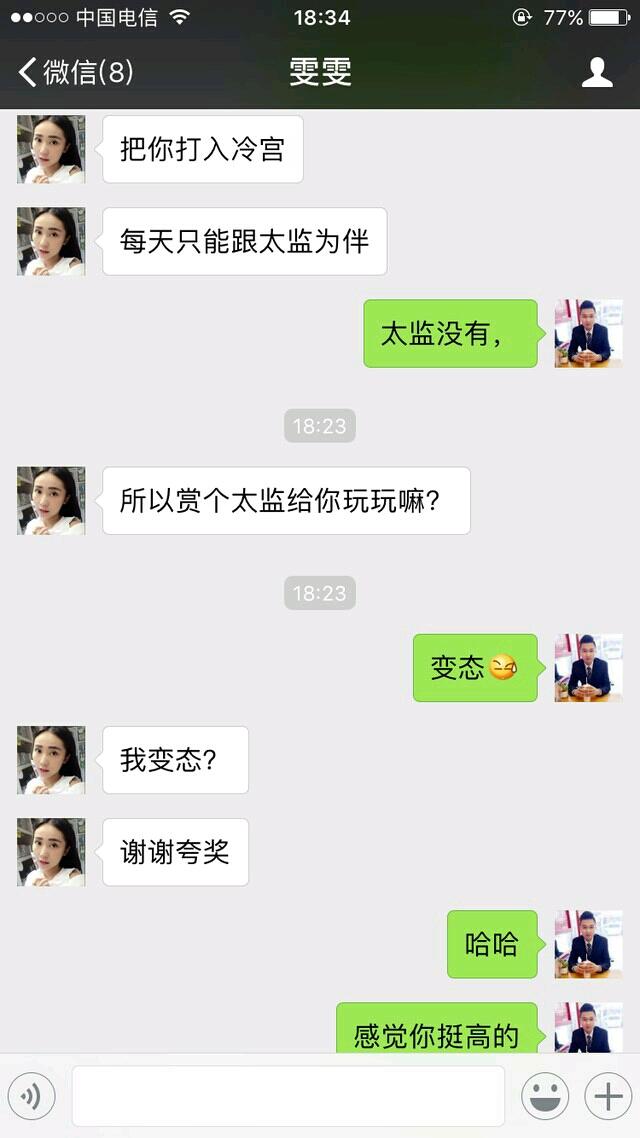 中国电信 18:34 77%
微信(8) 雯雯
把你打入冷宫
每天只能跟太监为伴
太监没有，
18:23
所以赏个太监给你玩玩嘛？
18:23
变态
我变态？
谢谢夸奖
哈哈
感觉你挺高的